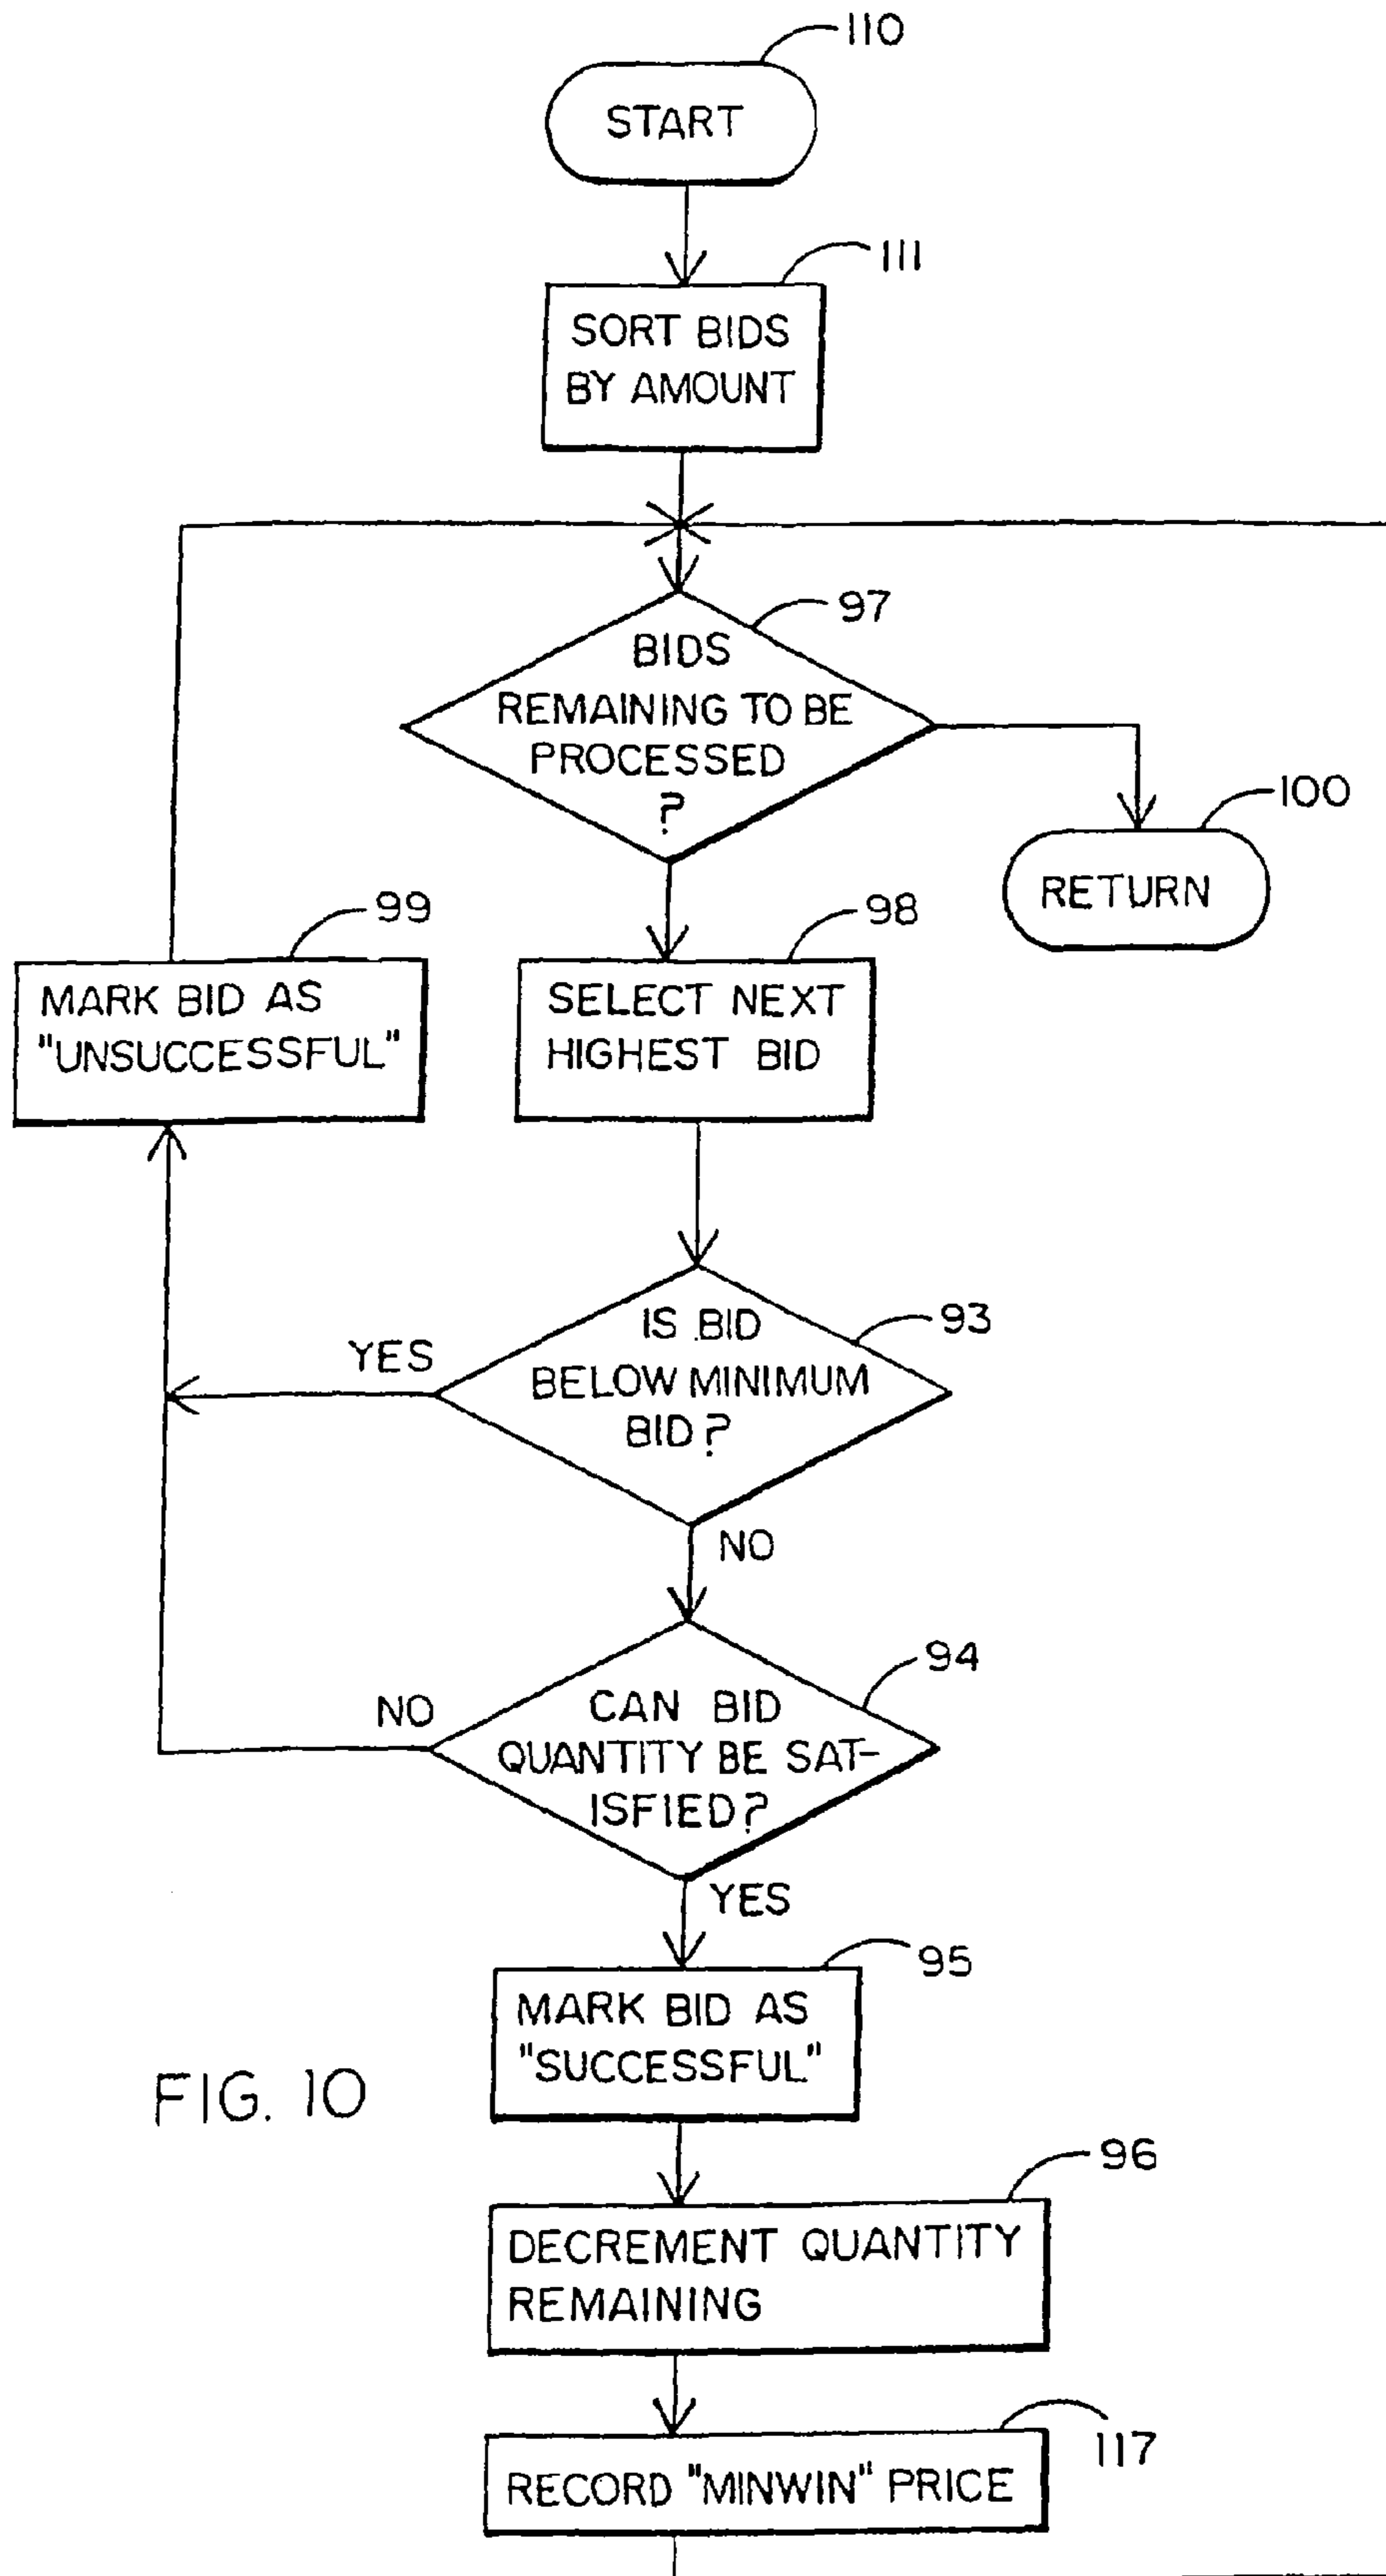 110
START
111
SORT BIDS
BY AMOUNT
97
BIDS
REMAINING TO BE
PROCESSED
?
100
RETURN
99
MARK BID AS
"UNSUCCESSFUL"
98
SELECT NEXT
HIGHEST BID
93
IS BID
BELOW MINIMUM
BID?
YES
NO
94
CAN BID
QUANTITY BE SAT-
ISFIED?
NO
YES
95
MARK BID AS
"SUCCESSFUL"
FIG. 10
96
DECREMENT QUANTITY
REMAINING
117
RECORD "MINWIN" PRICE